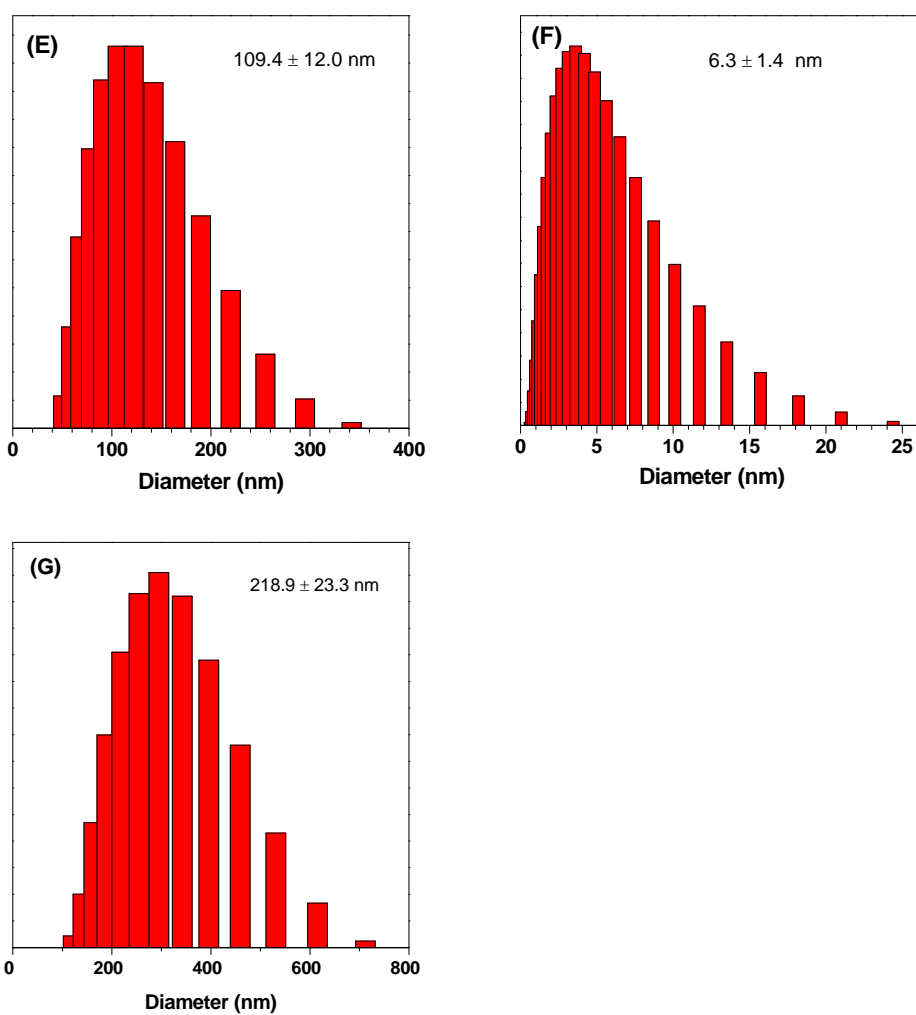 (E)
109.4 ± 12.0 nm
0 100 200 300 400
Diameter (nm)
(F)
6.3 ± 1.4 nm
0 5 10 15 20 25
Diameter (nm)
(G)
218.9 ± 23.3 nm
0 200 400 600 800
Diameter (nm)